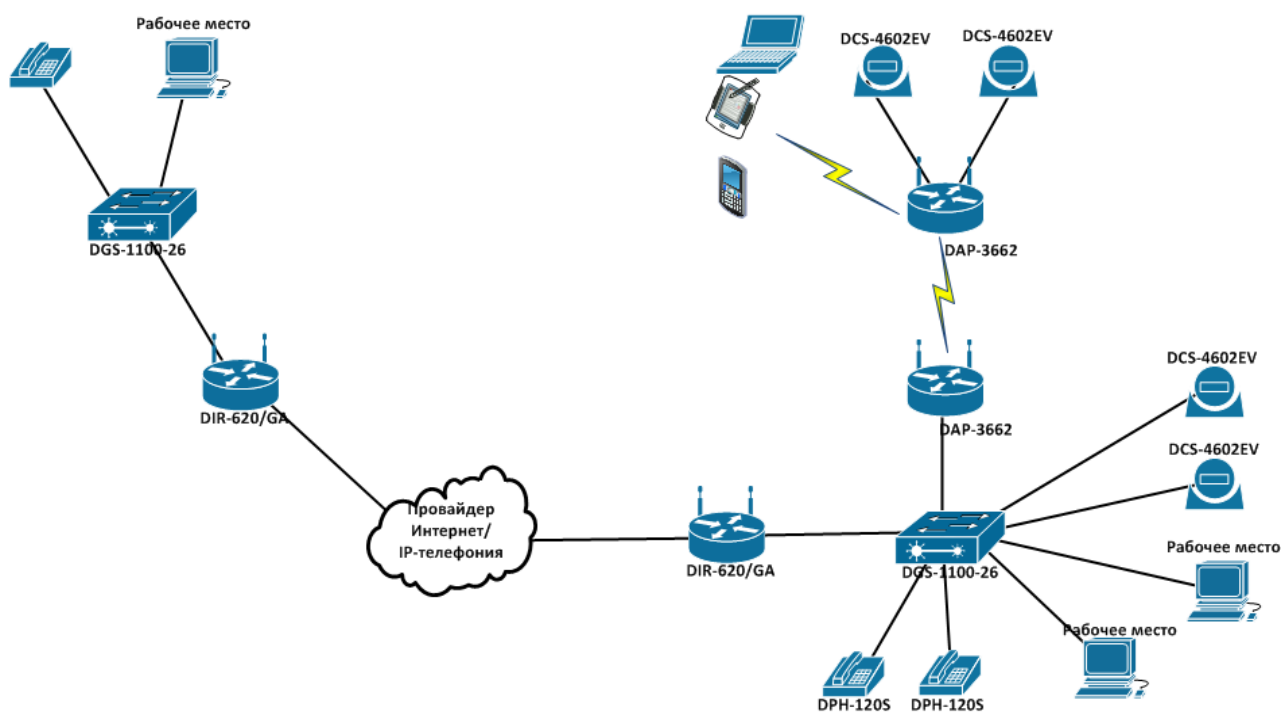 Рабочее место
DCS-4602EV
DCS-4602EV
DGS-1100-26
DAP-3662
DCS-4602EV
DIR-620/GA
DAP-3662
DCS-4602EV
Провайдер
Интернет/
IP-телефония
DIR-620/GA
DGS-1100-26
Рабочее место
Рабочее место
DPH-120S
DPH-120S